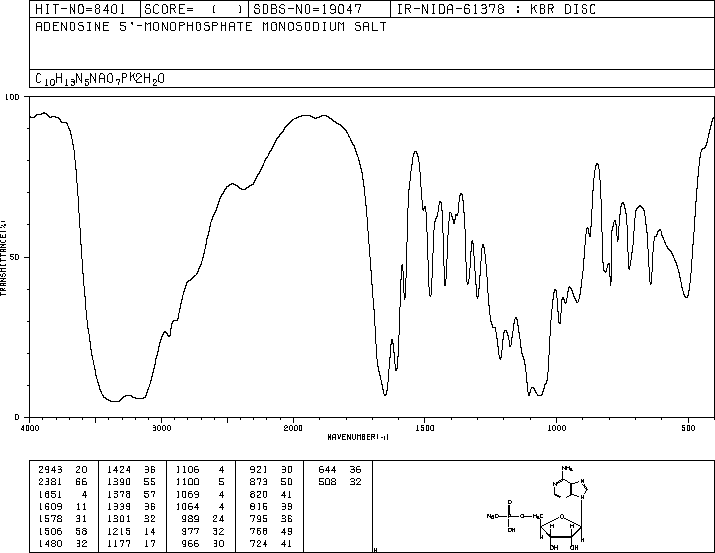 HIT-NO=8401 SCORE= ( ) SDBS-NO=19047 IR-NIDA-61378 : KBR DISC
ADENOSINE 5'-MONOPHOSPHATE MONOSODIUM SALT
C10H13N5NAO7P*2H2O
100
50
0
TRANSMITTANCE(%)
4000 3000 2000 1500 1000 500
WAVENUMBER(-1)
2943 20 1424 36 1106 4 921 30 644 36
2381 66 1390 55 1100 5 873 50 508 32
1651 4 1378 57 1069 4 820 41
1609 11 1339 36 1064 4 816 39
1578 31 1301 32 989 24 795 36
1506 58 1215 14 977 32 768 49
1480 32 1177 17 966 30 724 41
NH2
N N
N N
O
NaO P O H2C O
OH
H H
H H
OH OH